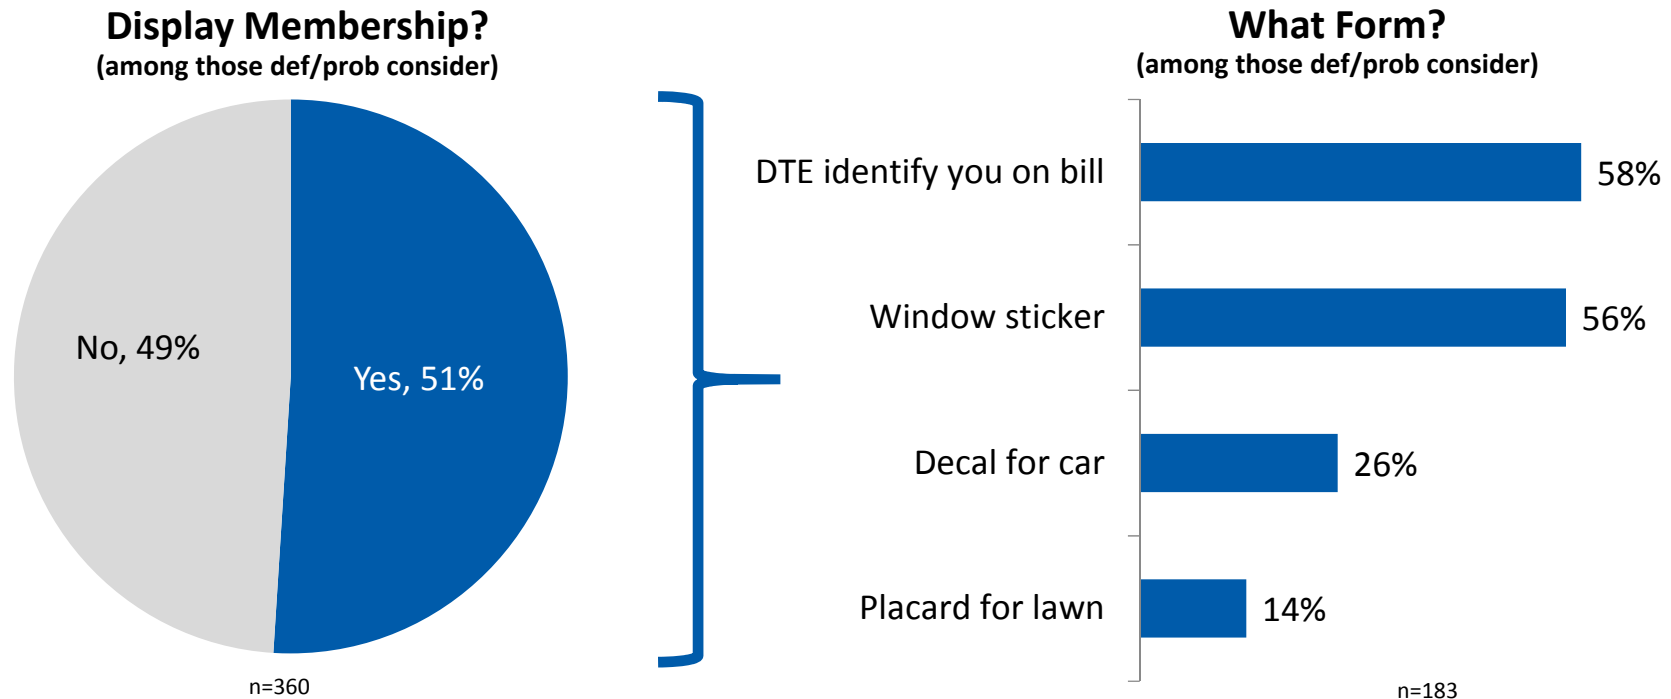 Display Membership?
(among those def/prob consider)
No, 49%
Yes, 51%
n=360
What Form?
(among those def/prob consider)
DTE identify you on bill
58%
Window sticker
56%
Decal for car
26%
Placard for lawn
14%
n=183